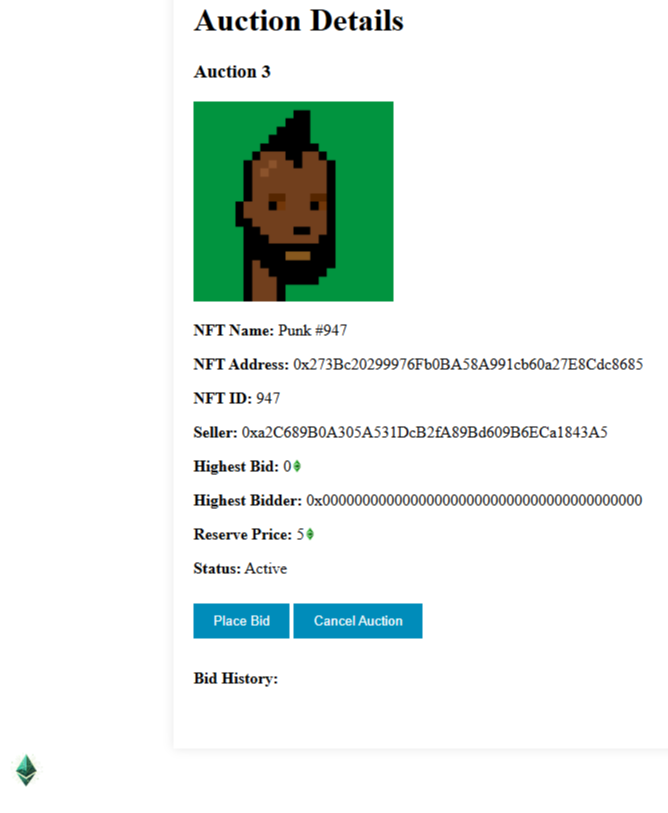 Auction Details
Auction 3
NFT Name: Punk #947
NFT Address: 0x273Bc20299976Fb0BA58A991cb60a27E8Cdc8685
NFT ID: 947
Seller: 0xa2C689B0A305A531DcB2fA89Bd609B6ECa1843A5
Highest Bid: 0
Highest Bidder: 0x0000000000000000000000000000000000000000
Reserve Price: 5
Status: Active
Place Bid Cancel Auction
Bid History: